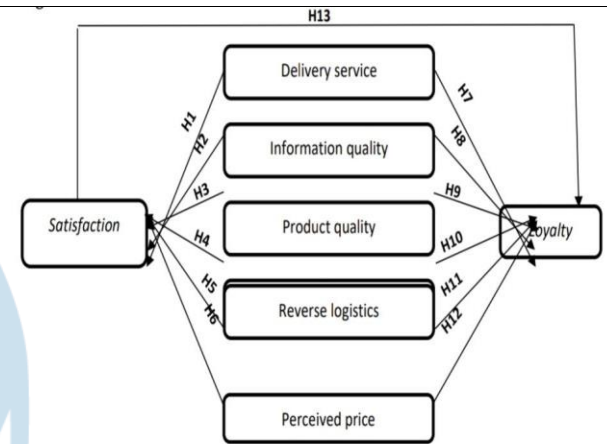 H13
Delivery service
H1
H7
H2
H8
Information quality
H3
H9
Satisfaction
Product quality
Loyalty
H4
H10
H5
H11
Reverse logistics
H6
H12
Perceived price